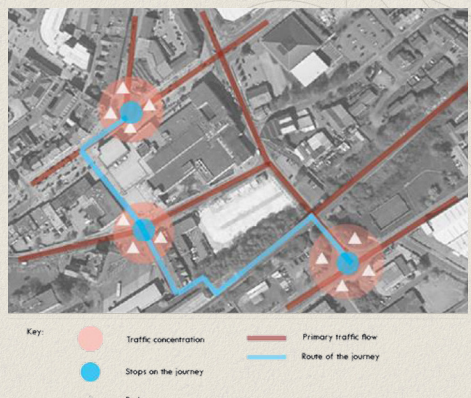 Key:
Traffic concentration
Primary traffic flow
Route of the journey
Stops on the journey